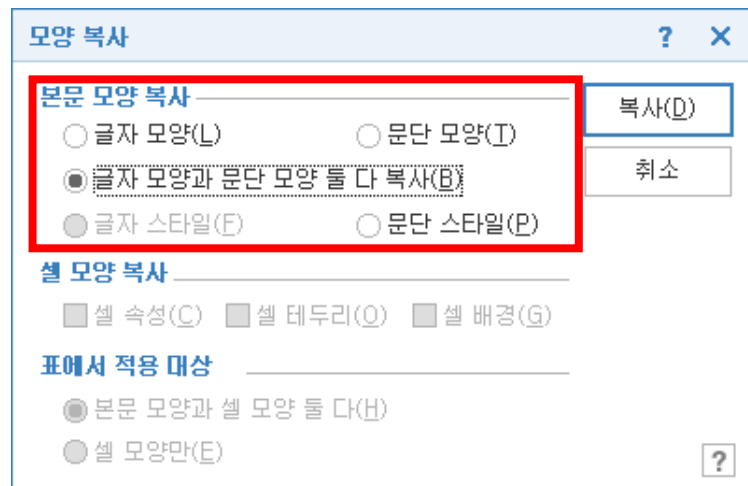 모양 복사 ? ×
본문 모양 복사
글자 모양(L) 문단 모양(T)
글자 모양과 문단 모양 둘 다 복사(B)
글자 스타일(F) 문단 스타일(P)
복사(D)
취소
셀 모양 복사
셀 속성(C) 셀 테두리(O) 셀 배경(G)
표에서 적용 대상
본문 모양과 셀 모양 둘 다(H)
셀 모양만(E)
?